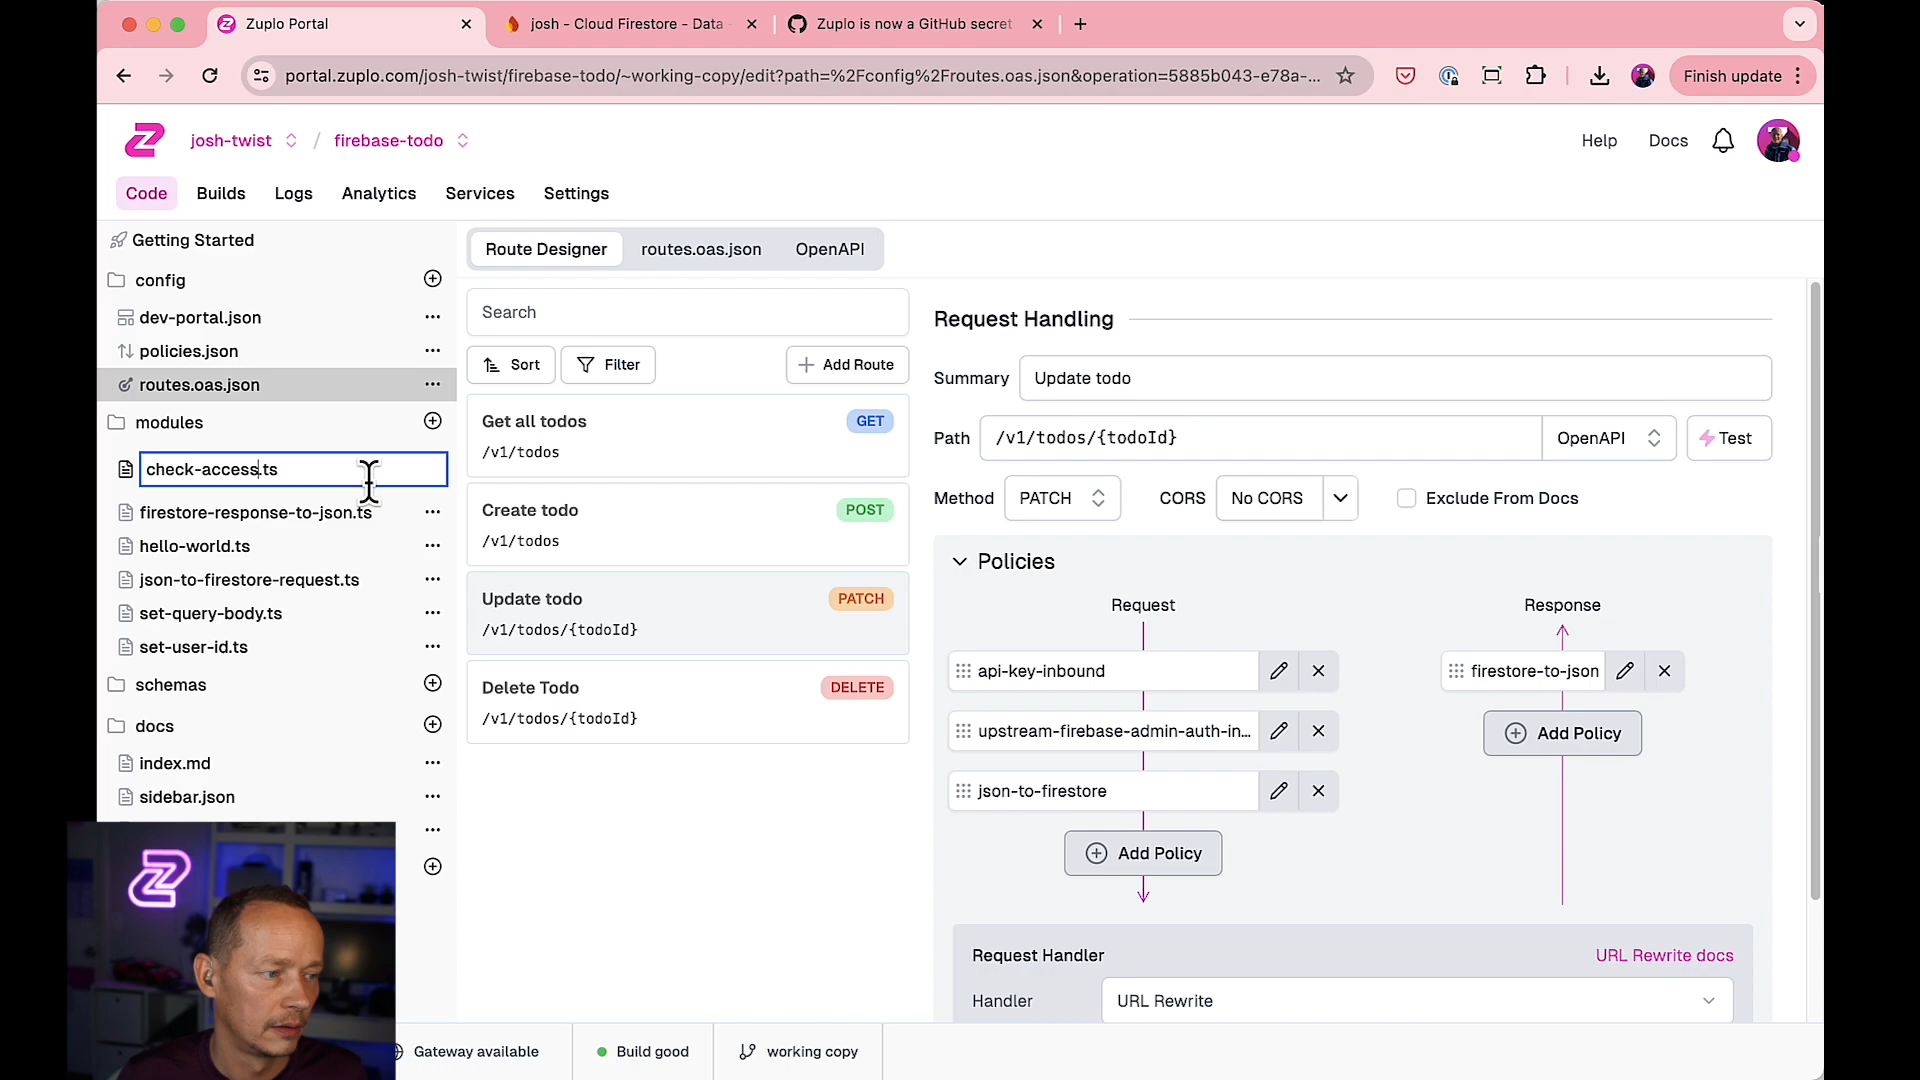 Zuplo Portal
josh - Cloud Firestore - Data
Zuplo is now a GitHub secret
portal.zuplo.com/josh-twist/firebase-todo/~working-copy/edit?path=%2Fconfig%2Froutes.oas.json&operation=5885b043-e78a-...
Finish update
josh-twist / firebase-todo
Help
Docs
Code
Builds
Logs
Analytics
Services
Settings
Getting Started
config
dev-portal.json
policies.json
routes.oas.json
modules
check-access.ts
firestore-response-to-json.ts
hello-world.ts
json-to-firestore-request.ts
set-query-body.ts
set-user-id.ts
schemas
docs
index.md
sidebar.json
Route Designer
routes.oas.json
OpenAPI
Search
Sort
Filter
Add Route
Get all todos
GET
/v1/todos
Create todo
POST
/v1/todos
Update todo
PATCH
/v1/todos/{todoId}
Delete Todo
DELETE
/v1/todos/{todoId}
Request Handling
Summary
Update todo
Path
/v1/todos/{todoId}
OpenAPI
Test
Method
PATCH
CORS
No CORS
Exclude From Docs
Policies
Request
Response
api-key-inbound
firestore-to-json
upstream-firebase-admin-auth-in...
Add Policy
json-to-firestore
Add Policy
Request Handler
URL Rewrite docs
Handler
URL Rewrite
Gateway available
Build good
working copy